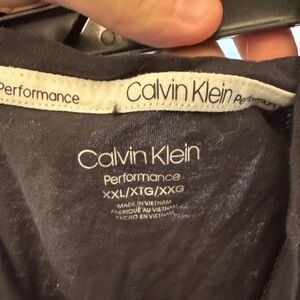 Performance Calvin Klein Performance
Calvin Klein
Performance
XXL/XTG/XXG
MADE IN VIETNAM
FABRIQUÉ AU VIETNAM
HECHO EN VIETNAM